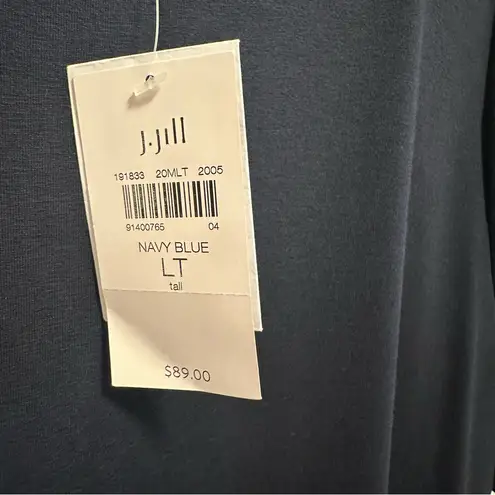 J.Jill
191833 20MLT 2005
91400765 04
NAVY BLUE
LT
tall
$89.00